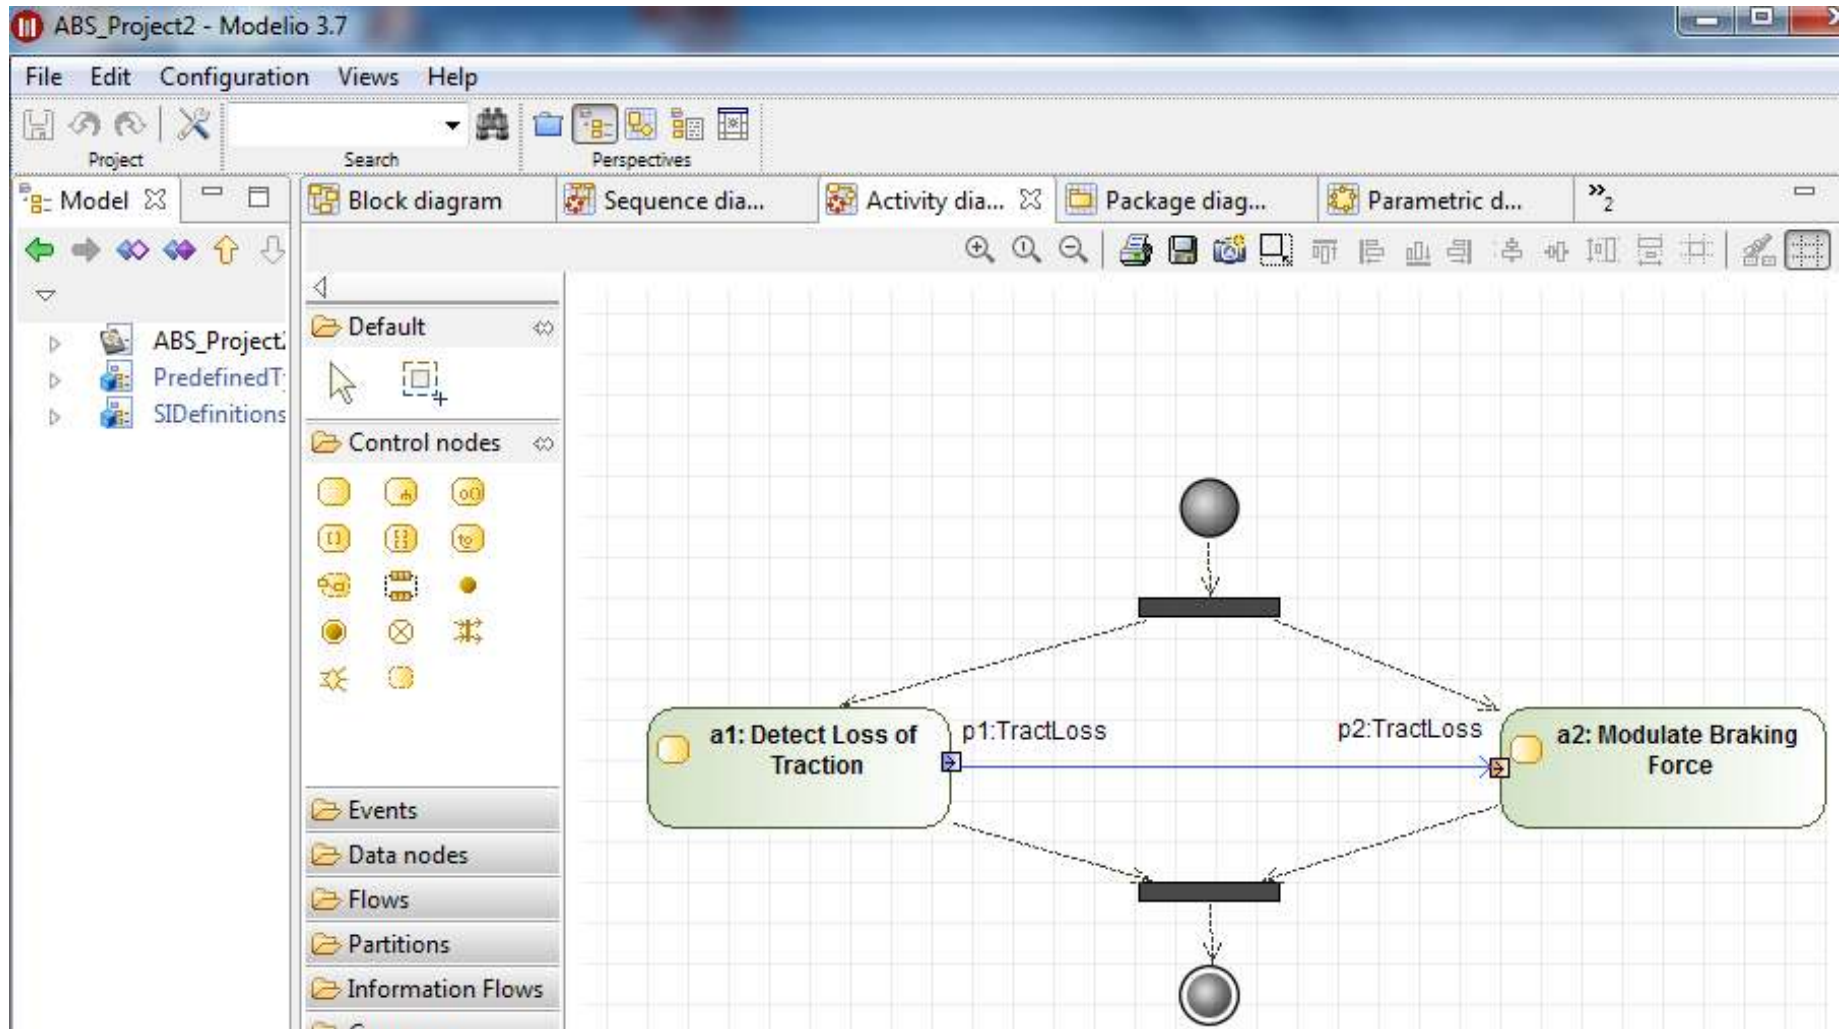 ABS_Project2 - Modelio 3.7
File Edit Configuration Views Help
Project Search Perspectives
Model Block diagram Sequence dia... Activity dia... Package diag... Parametric d... »2
Default
ABS_Project
PredefinedT
SIDefinitions
Control nodes
a1: Detect Loss of
Traction
p1:TractLoss
p2:TractLoss
a2: Modulate Braking
Force
Events
Data nodes
Flows
Partitions
Information Flows